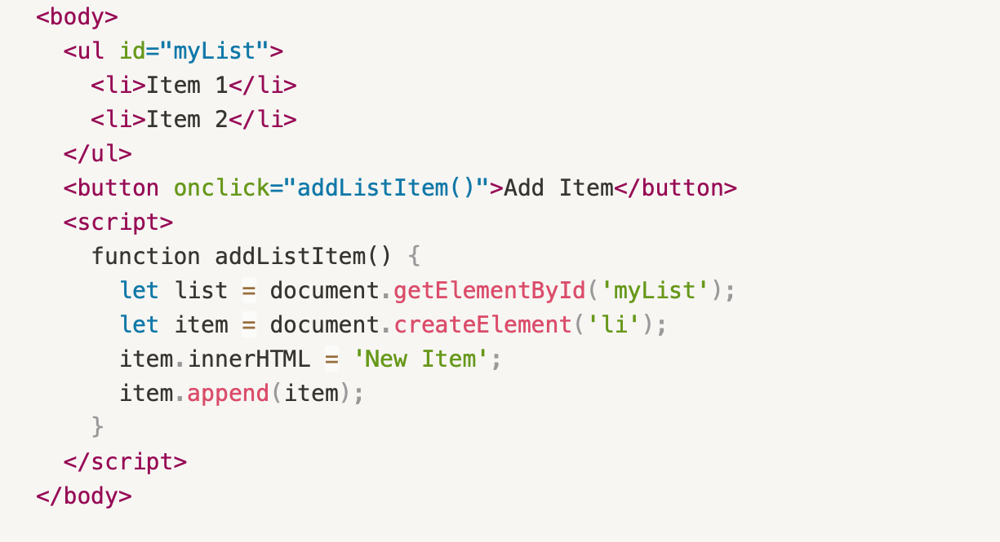 <body>
<ul id="myList">
<li>Item 1</li>
<li>Item 2</li>
</ul>
<button onclick="addListItem()">Add Item</button>
<script>
function addListItem() {
let list = document.getElementById('myList');
let item = document.createElement('li');
item.innerHTML = 'New Item';
item.append(item);
}
</script>
</body>